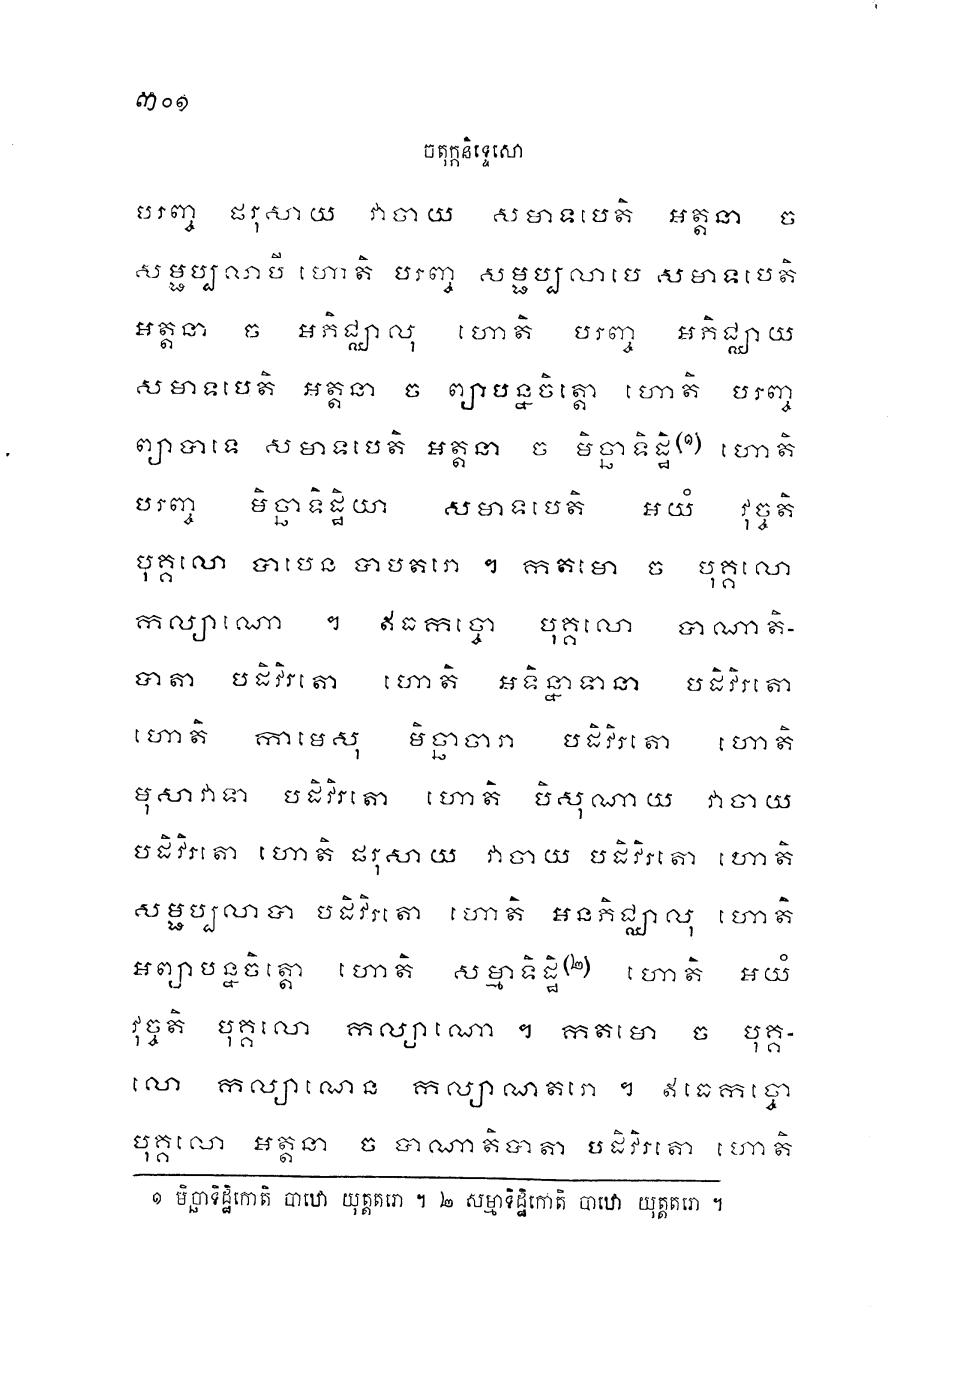 ៣០១
ចតុក្កនិទ្ទេសោ
បរញ្ច ផរុសាយ វាចាយ សមាទបេតិ អត្តនា ច
សម្ផប្បលាបី ហោតិ បរញ្ច សម្ផប្បលាបេ សមាទបេតិ
អត្តនា ច អភិជ្ឈាលុ ហោតិ បរញ្ច អភិជ្ឈាយ
សមាទបេតិ អត្តនា ច ព្យាបន្នចិត្តោ ហោតិ បរញ្ច
ព្យាបាទេ សមាទបេតិ អត្តនា ច មិច្ឆាទិដ្ឋិ(១) ហោតិ
បរញ្ច មិច្ឆាទិដ្ឋិយា សមាទបេតិ អយំ វុច្ចតិ
បុគ្គលោ បាបេន បាបតរោ ។ កតមោ ច បុគ្គលោ
កល្យាណោ ។ ឥធេកច្ចោ បុគ្គលោ បាណាតិ-
បាតា បដិវិរតោ ហោតិ អទិន្នាទានា បដិវិរតោ
ហោតិ កាមេសុ មិច្ឆាចារា បដិវិរតោ ហោតិ
មុសាវាទា បដិវិរតោ ហោតិ បិសុណាយ វាចាយ
បដិវិរតោ ហោតិ ផរុសាយ វាចាយ បដិវិរតោ ហោតិ
សម្ផប្បលាបា បដិវិរតោ ហោតិ អនភិជ្ឈាលុ ហោតិ
អព្យាបន្នចិត្តោ ហោតិ សម្មាទិដ្ឋិ(២) ហោតិ អយំ
វុច្ចតិ បុគ្គលោ កល្យាណោ ។ កតមោ ច បុគ្គ-
លោ កល្យាណេន កល្យាណតរោ ។ ឥធេកច្ចោ
បុគ្គលោ អត្តនា ច បាណាតិបាតា បដិវិរតោ ហោតិ
១ មិច្ឆាទិដ្ឋិកោតិ បាឋោ យុត្តតរោ ។ ២ សម្មាទិដ្ឋិកោតិ បាឋោ យុត្តតរោ ។